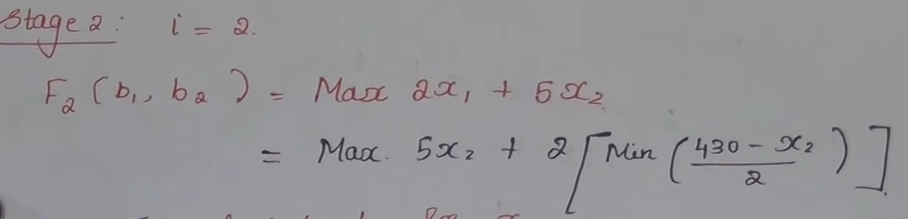 Stage 2: i = 2.
F₂ (b₁, b₂) = Max 2x₁ + 5x₂
= Max. 5x₂ + 2 [Min ((430 - x₂)/2)]